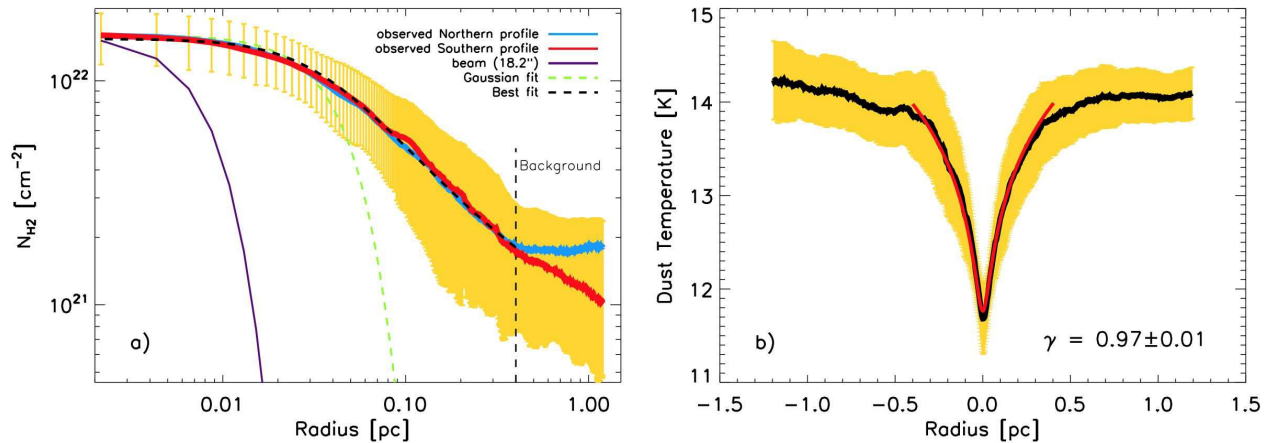 observed Northern profile
observed Southern profile
beam (18.2")
Gaussian fit
Best fit
Background
10^22
10^21
N_H2 [cm^−2]
a)
0.01 0.10 1.00
Radius [pc]
15
14
13
12
11
Dust Temperature [K]
b)
γ = 0.97±0.01
−1.5 −1.0 −0.5 0.0 0.5 1.0 1.5
Radius [pc]